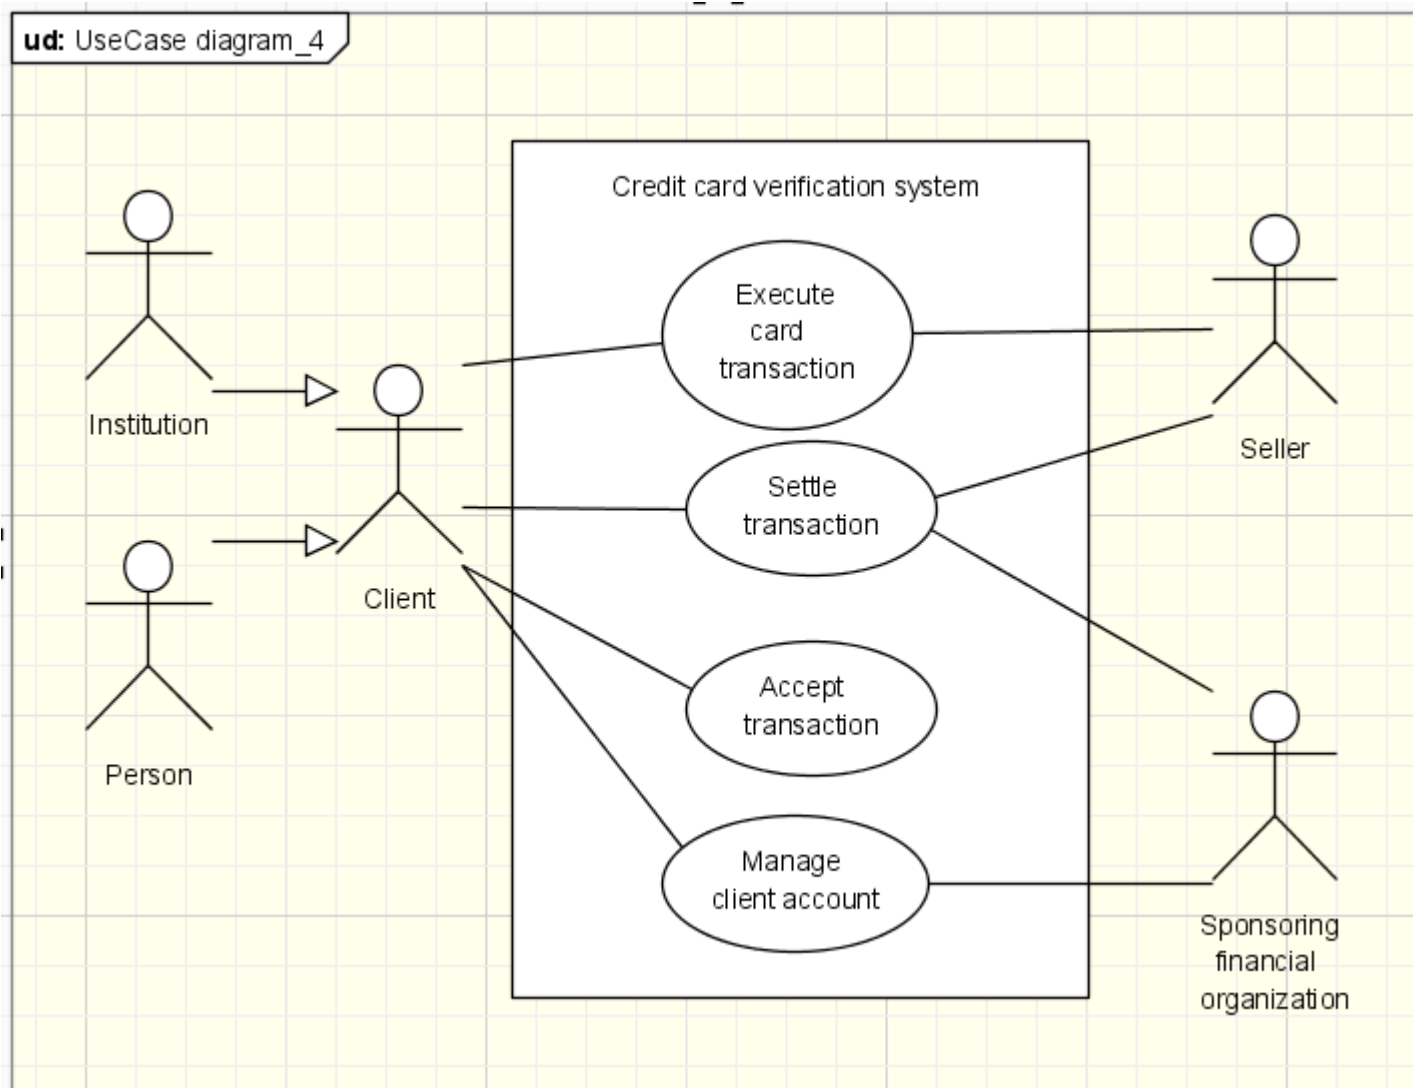 ud: UseCase diagram_4
Credit card verification system
Execute
card
transaction
Institution
Seller
Settle
transaction
Client
Accept
transaction
Person
Manage
client account
Sponsoring
financial
organization